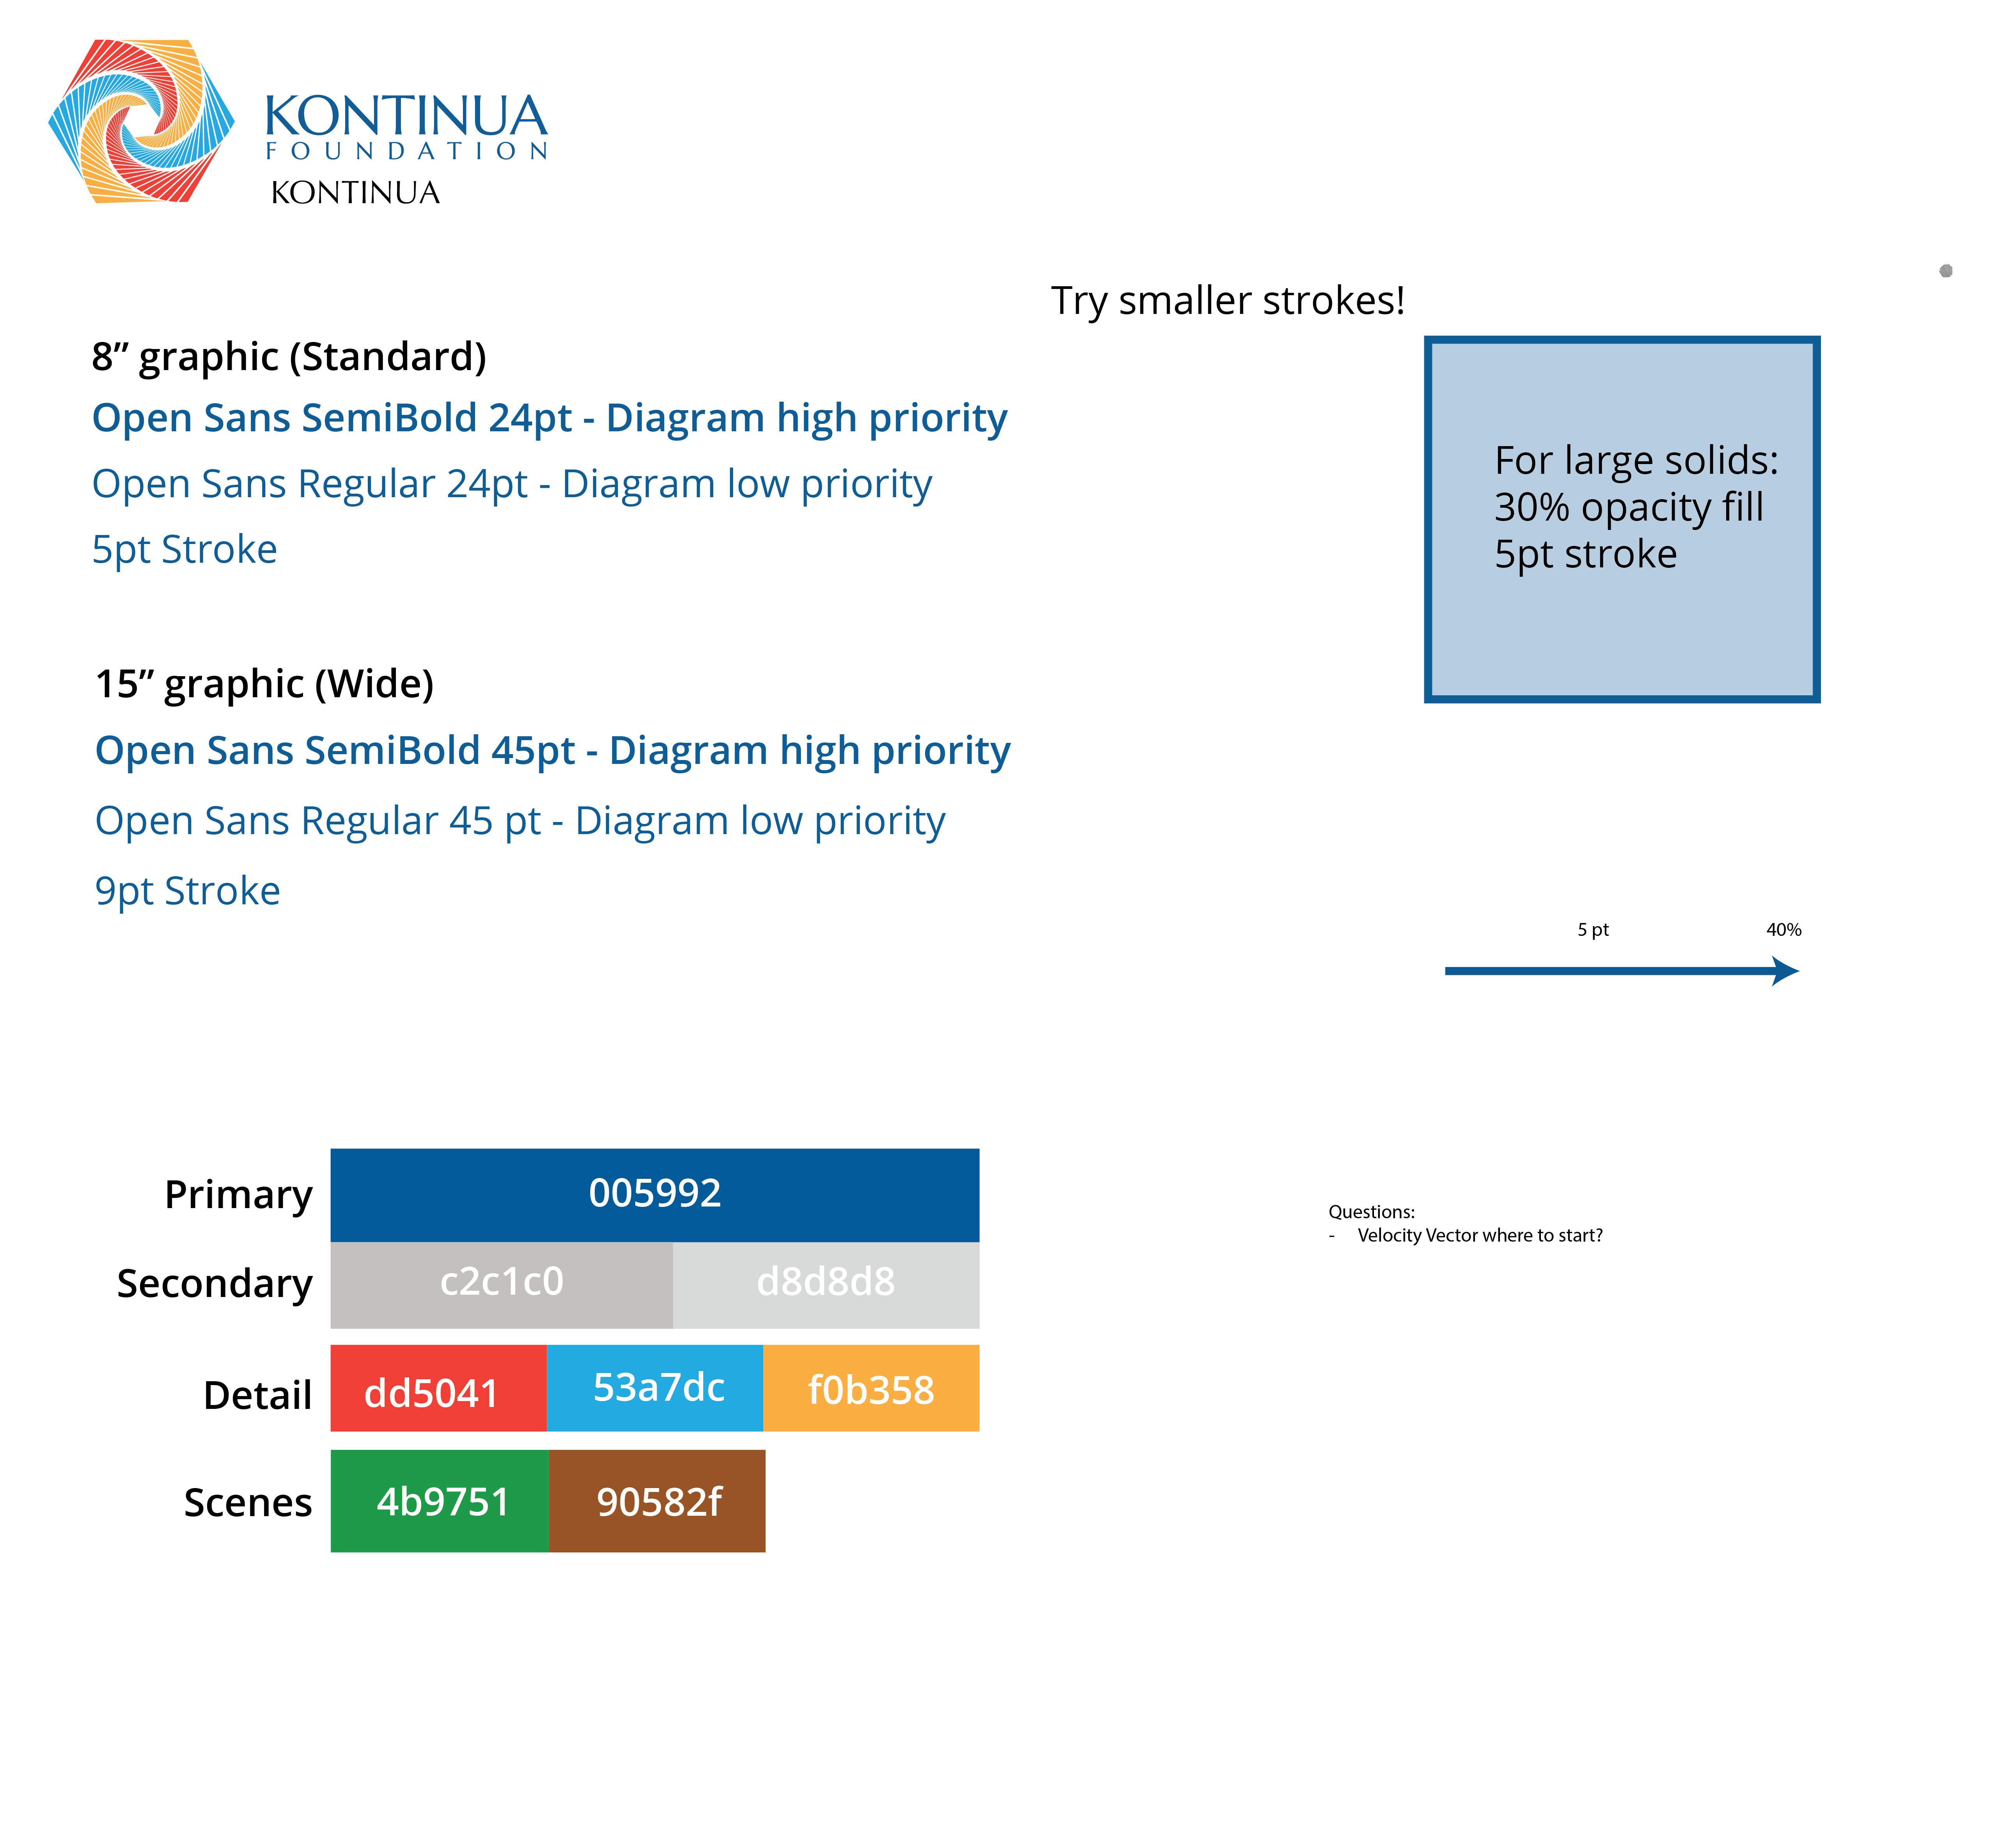 KONTINUA
FOUNDATION
KONTINUA
Try smaller strokes!
8” graphic (Standard)
Open Sans SemiBold 24pt - Diagram high priority
Open Sans Regular 24pt - Diagram low priority
5pt Stroke
For large solids:
30% opacity fill
5pt stroke
15” graphic (Wide)
Open Sans SemiBold 45pt - Diagram high priority
Open Sans Regular 45 pt - Diagram low priority
9pt Stroke
5 pt 40%
Primary 005992
Secondary c2c1c0 d8d8d8
Detail dd5041 53a7dc f0b358
Scenes 4b9751 90582f
Questions:
- Velocity Vector where to start?